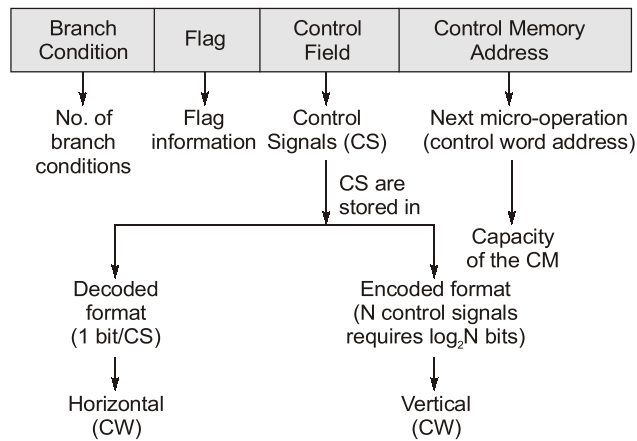 Branch
Condition
Flag
Control
Field
Control Memory
Address
No. of
branch
conditions
Flag
information
Control
Signals (CS)
Next micro-operation
(control word address)
CS are
stored in
Capacity
of the CM
Decoded
format
(1 bit/CS)
Encoded format
(N control signals
requires log₂N bits)
Horizontal
(CW)
Vertical
(CW)